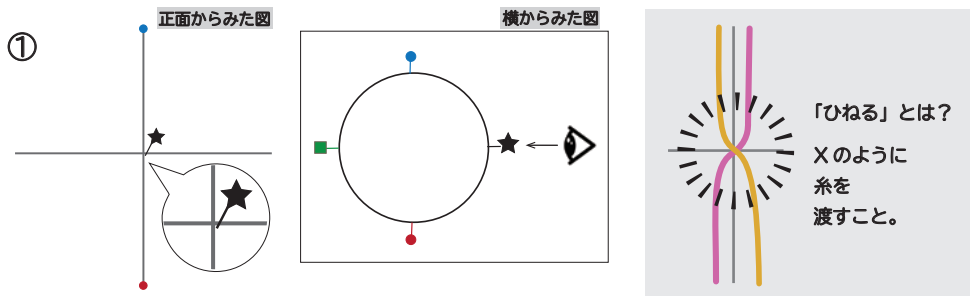 ①
正面からみた図
横からみた図
「ひねる」とは？
Xのように
糸を
渡すこと。